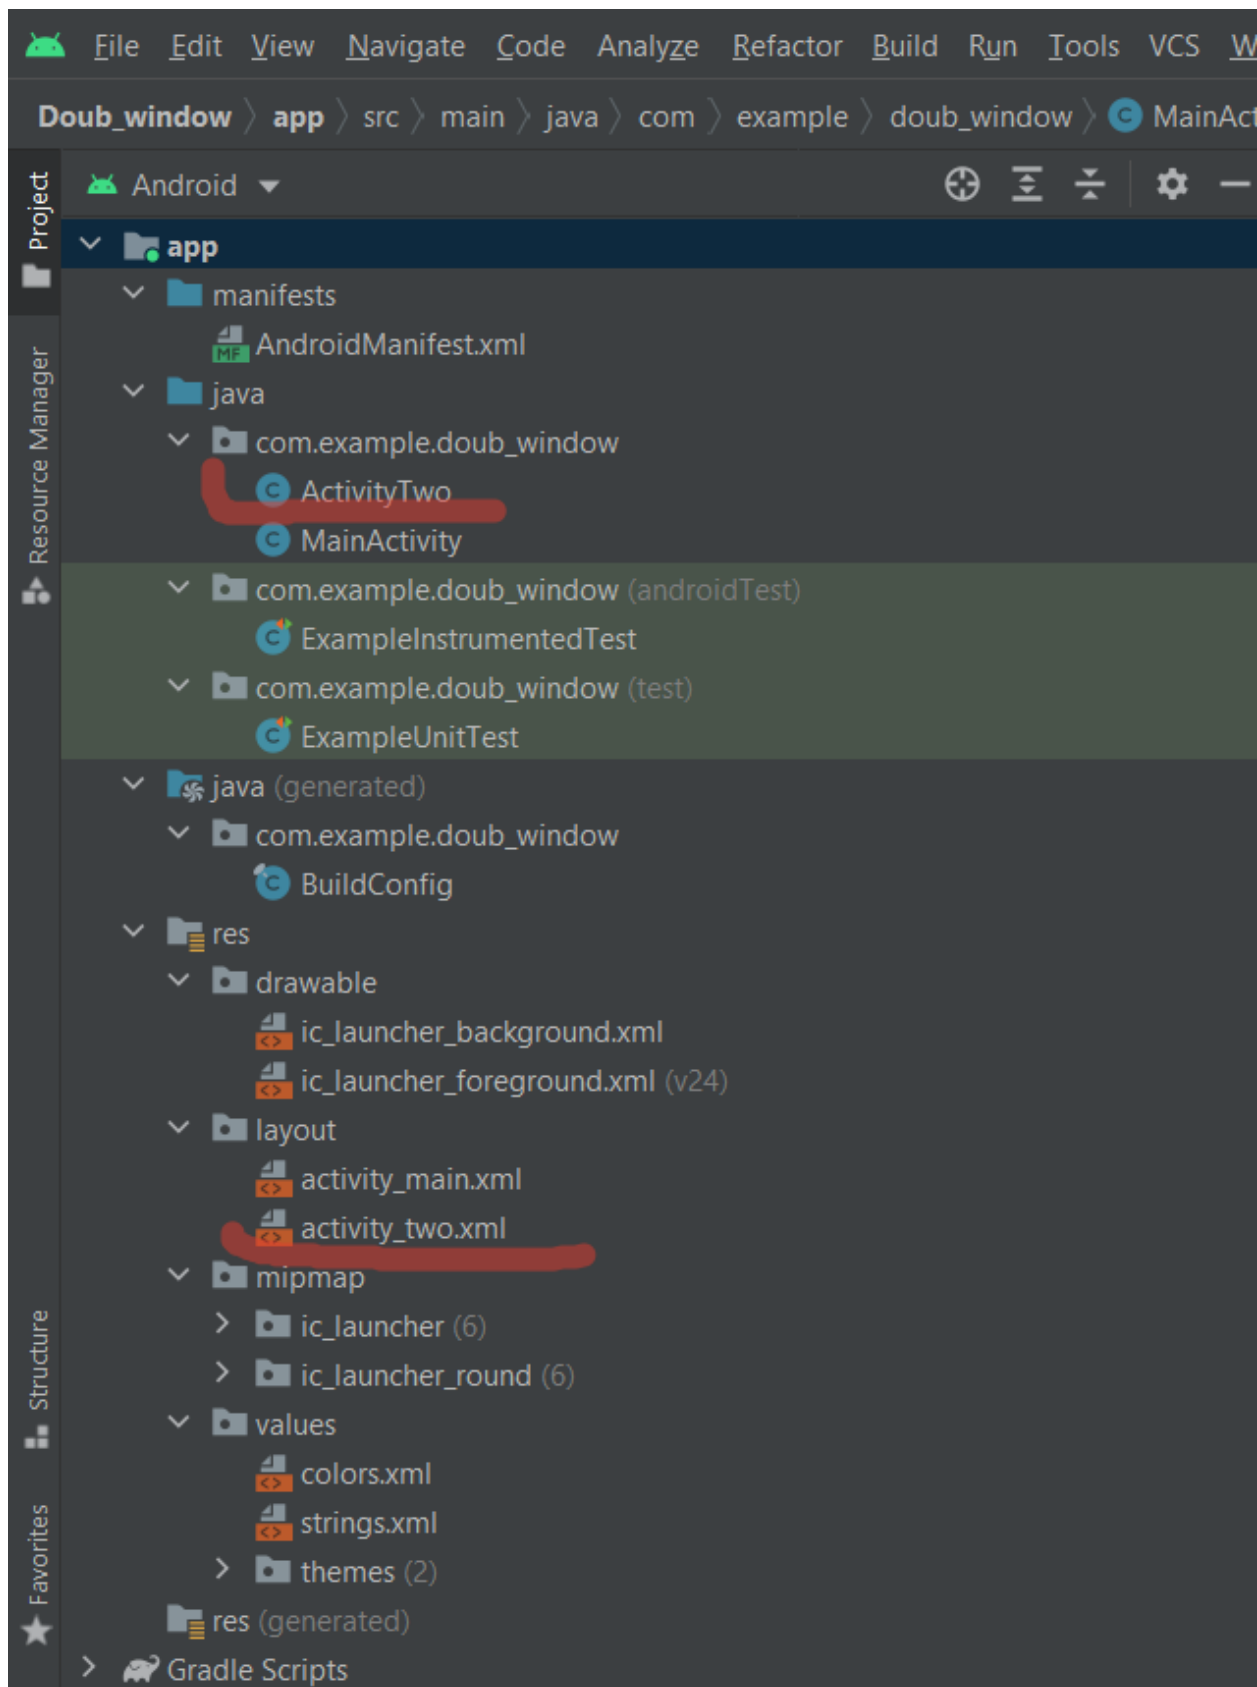 File Edit View Navigate Code Analyze Refactor Build Run Tools VCS W
Doub_window app src main java com example doub_window C MainAct
Project
Android
app
manifests
MF AndroidManifest.xml
java
com.example.doub_window
C ActivityTwo
C MainActivity
com.example.doub_window (androidTest)
C ExampleInstrumentedTest
com.example.doub_window (test)
C ExampleUnitTest
java (generated)
com.example.doub_window
C BuildConfig
res
drawable
ic_launcher_background.xml
ic_launcher_foreground.xml (v24)
layout
activity_main.xml
activity_two.xml
mipmap
ic_launcher (6)
ic_launcher_round (6)
values
colors.xml
strings.xml
themes (2)
res (generated)
Gradle Scripts
Resource Manager
Structure
Favorites